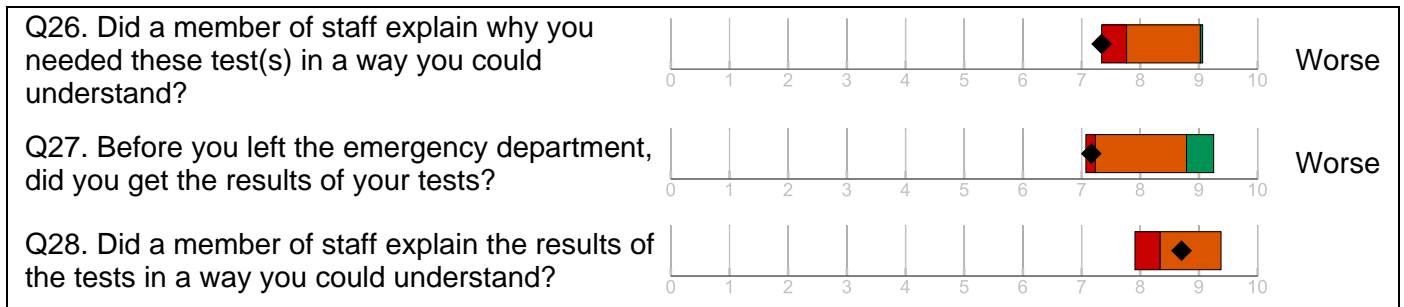 Q26. Did a member of staff explain why you
needed these test(s) in a way you could
understand?
0 1 2 3 4 5 6 7 8 9 10
Worse
Q27. Before you left the emergency department,
did you get the results of your tests?
0 1 2 3 4 5 6 7 8 9 10
Worse
Q28. Did a member of staff explain the results of
the tests in a way you could understand?
0 1 2 3 4 5 6 7 8 9 10